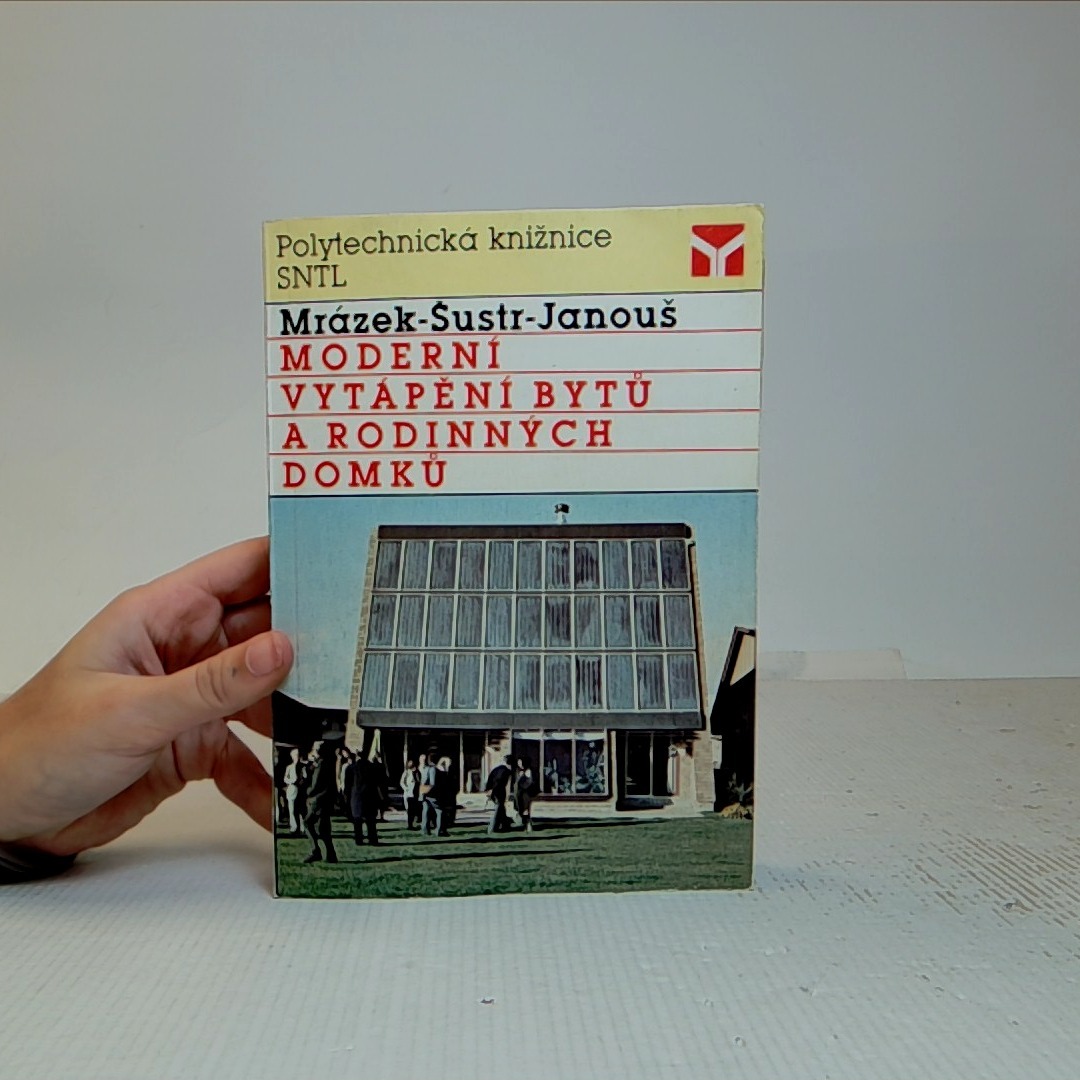 Polytechnická knižnice
SNTL
Mrázek-Šustr-Janouš
MODERNÍ
VYTÁPĚNÍ BYTŮ
A RODINNÝCH
DOMKŮ